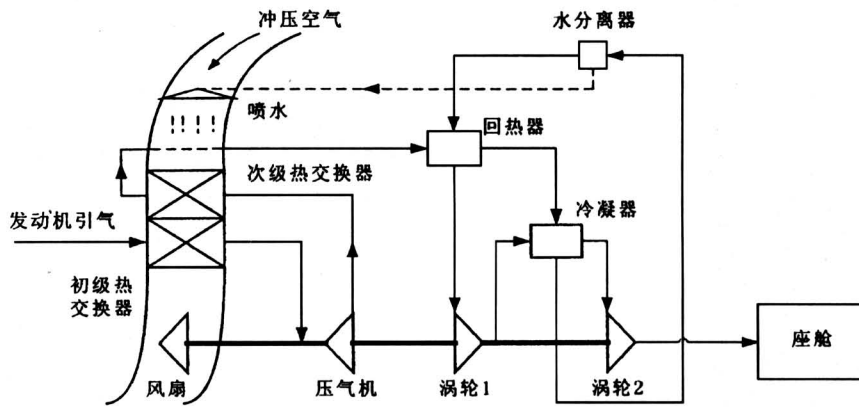 冲压空气
水分离器
喷水
回热器
次级热交换器
发动机引气
冷凝器
初级热
交换器
座舱
风扇
压气机
涡轮1
涡轮2